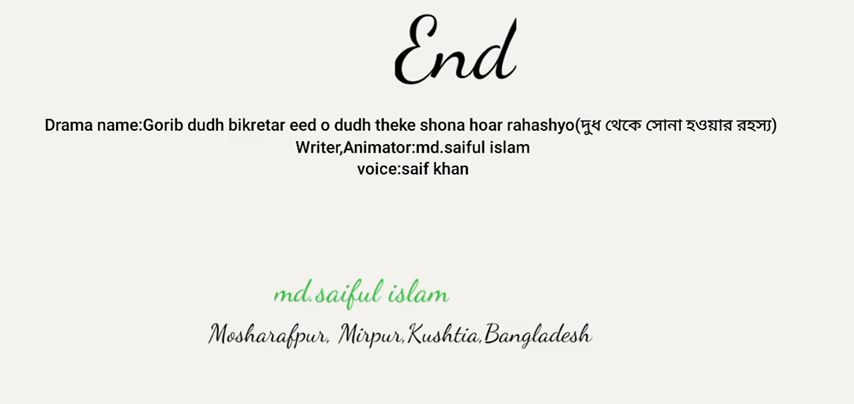 End
Drama name:Gorib dudh bikretar eed o dudh theke shona hoar rahashyo(দুধ থেকে সোনা হওয়ার রহস্য)
Writer,Animator:md.saiful islam
voice:saif khan
md.saiful islam
Mosharafpur, Mirpur,Kushtia,Bangladesh